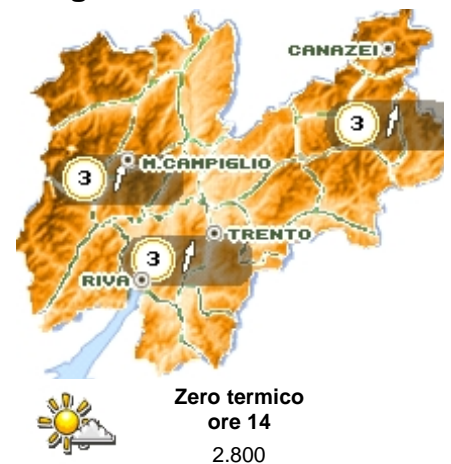 CANAZEI
3
3
M.CAMPIGLIO
TRENTO
3
RIVA
Zero termico
ore 14
2.800